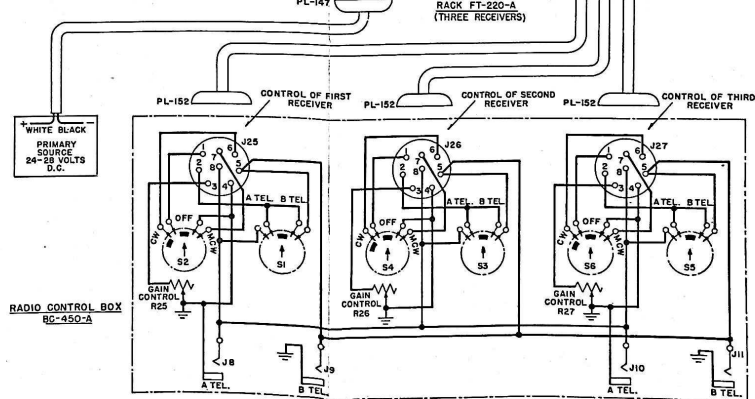 PL-147
RACK FT-220-A
(THREE RECEIVERS)
PL-152
CONTROL OF FIRST
RECEIVER
PL-152
CONTROL OF SECOND
RECEIVER
PL-152
CONTROL OF THIRD
RECEIVER
+ WHITE BLACK -
PRIMARY
SOURCE
24-28 VOLTS
D.C.
J25
1 2 3 4 5 6 7 8
A TEL. B TEL.
OFF
CW
MCW
S2
S1
GAIN
CONTROL
R25
J26
1 2 3 4 5 6 7 8
A TEL. B TEL.
OFF
CW
MCW
S4
S3
GAIN
CONTROL
R26
J27
1 2 3 4 5 6 7 8
A TEL. B TEL.
OFF
CW
MCW
S6
S5
GAIN
CONTROL
R27
RADIO CONTROL BOX
BC-450-A
J8
A TEL.
J9
B TEL.
J10
A TEL.
J11
B TEL.